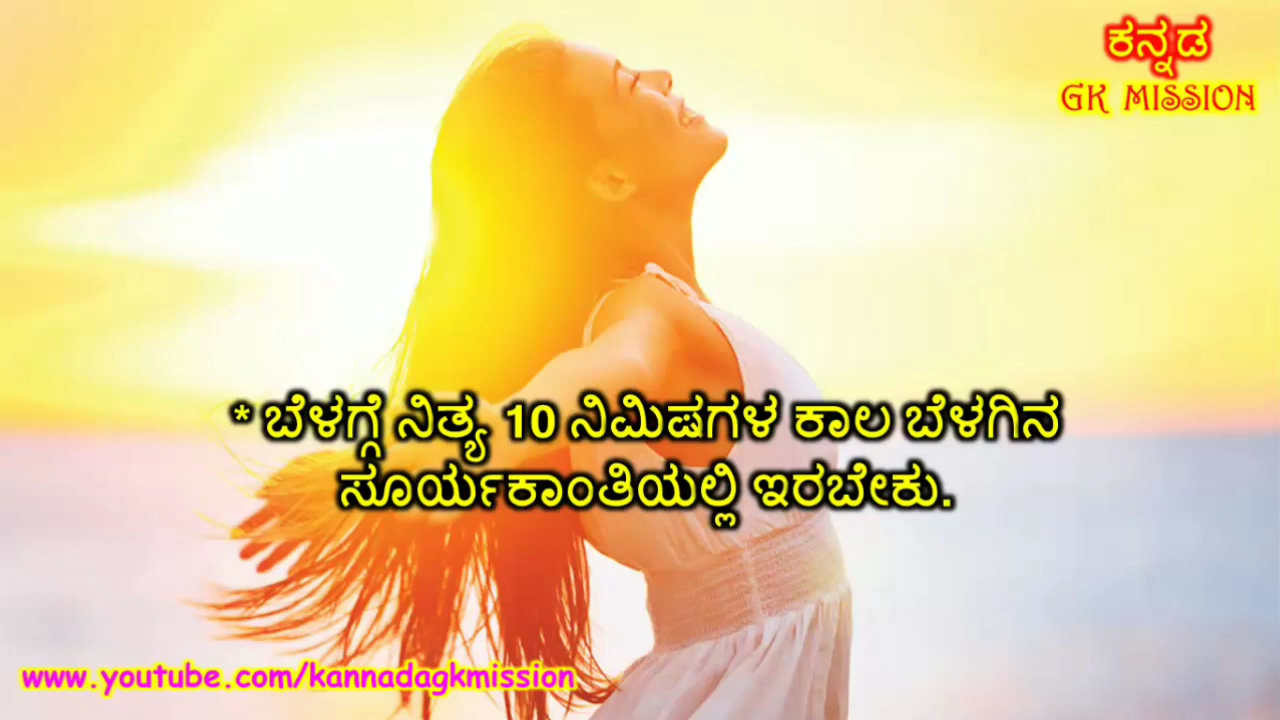 ಕನ್ನಡ
GK MISSION
* ಬೆಳಗ್ಗೆ ನಿತ್ಯ 10 ನಿಮಿಷಗಳ ಕಾಲ ಬೆಳಗಿನ
ಸೂರ್ಯಕಾಂತಿಯಲ್ಲಿ ಇರಬೇಕು.
www.youtube.com/kannadagkmission